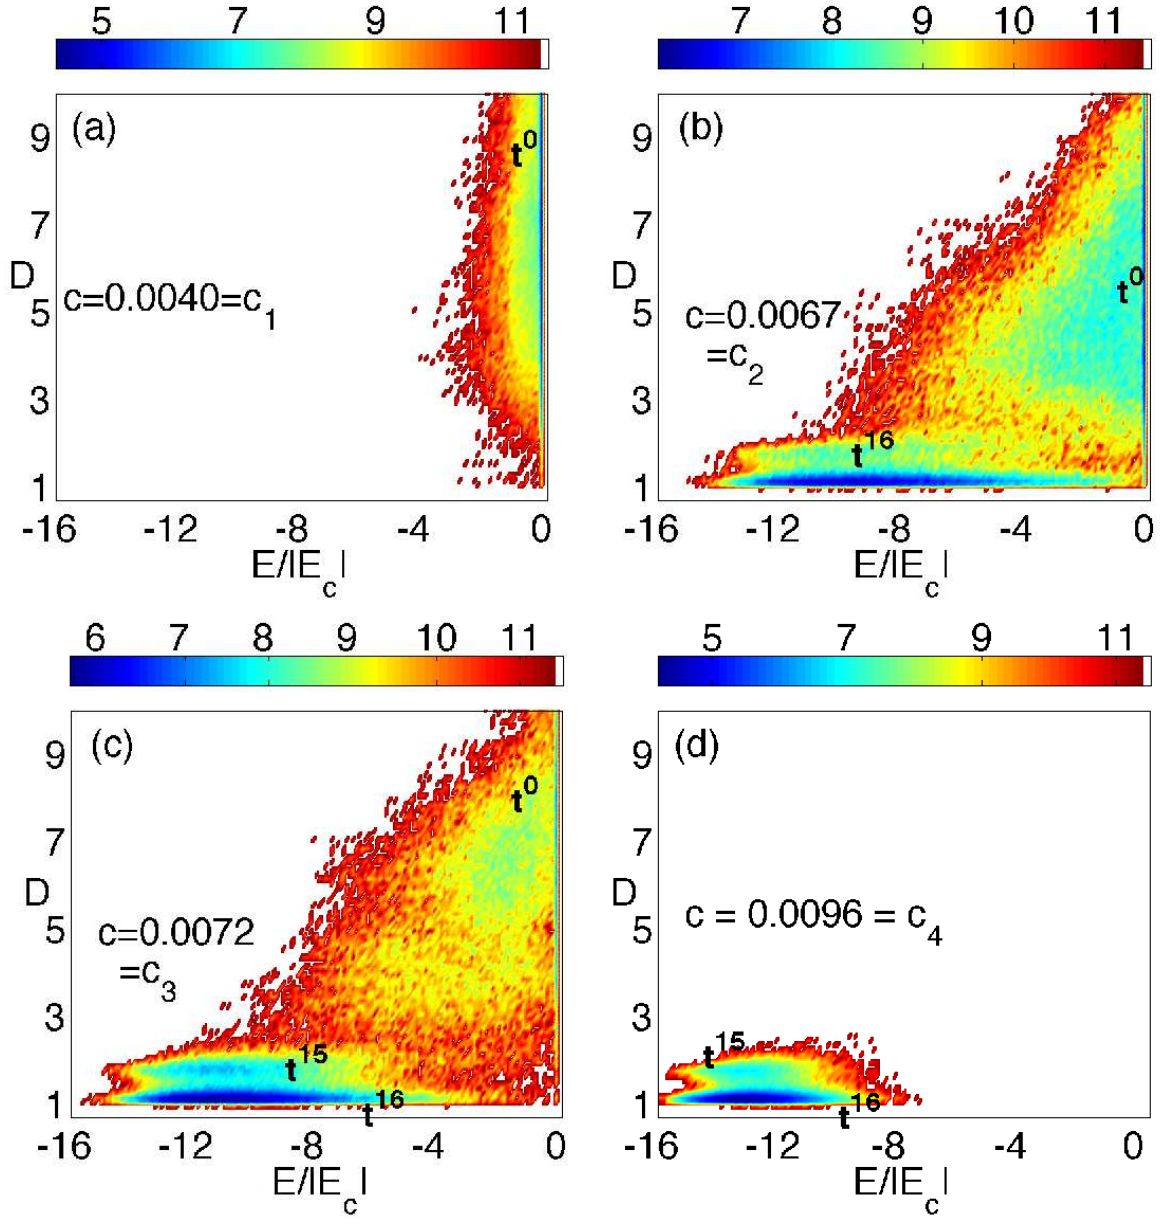 5 7 9 11
(a)
t⁰
9
7
D
c=0.0040=c₁
5
3
1
-16 -12 -8 -4 0
E/|E_c|
7 8 9 10 11
(b)
9
7
D
t⁰
5
c=0.0067
=c₂
3
t¹⁶
1
-16 -12 -8 -4 0
E/|E_c|
6 7 8 9 10 11
(c)
9
t⁰
7
D
5
c=0.0072
=c₃
3
t¹⁵
1
t¹⁶
-16 -12 -8 -4 0
E/|E_c|
5 7 9 11
(d)
9
7
D
c = 0.0096 = c₄
5
3
t¹⁵
1
t¹⁶
-16 -12 -8 -4 0
E/|E_c|